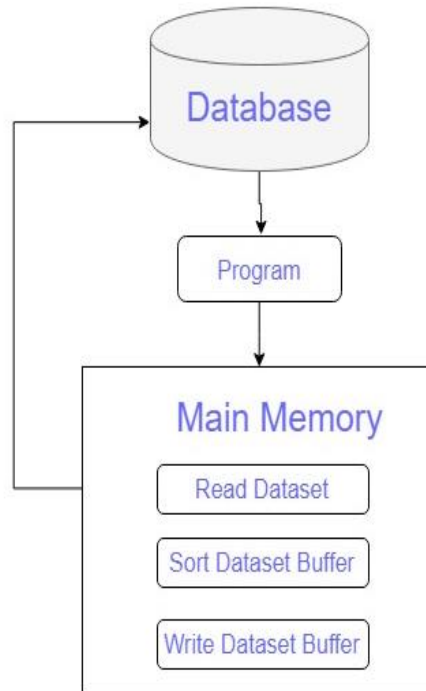 Database
Program
Main Memory
Read Dataset
Sort Dataset Buffer
Write Dataset Buffer